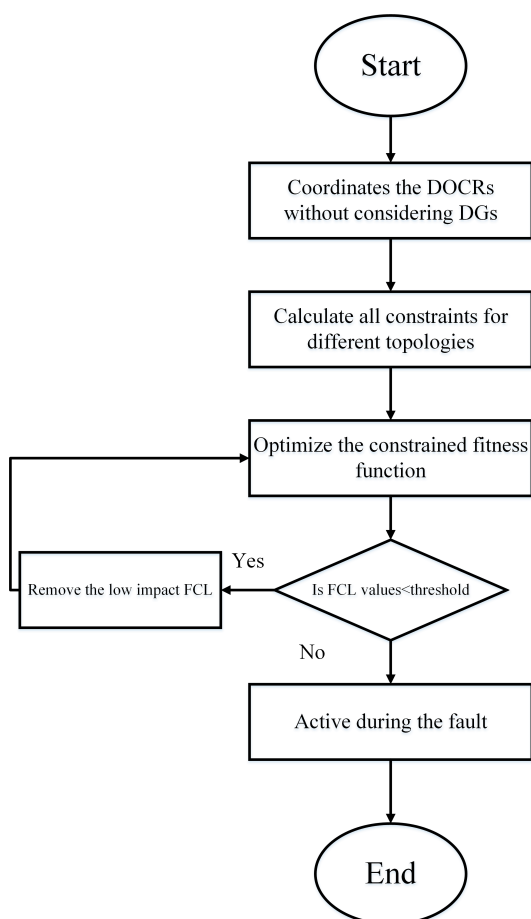 Start
Coordinates the DOCRs
without considering DGs
Calculate all constraints for
different topologies
Optimize the constrained fitness
function
Yes
Remove the low impact FCL
Is FCL values<threshold
No
Active during the fault
End